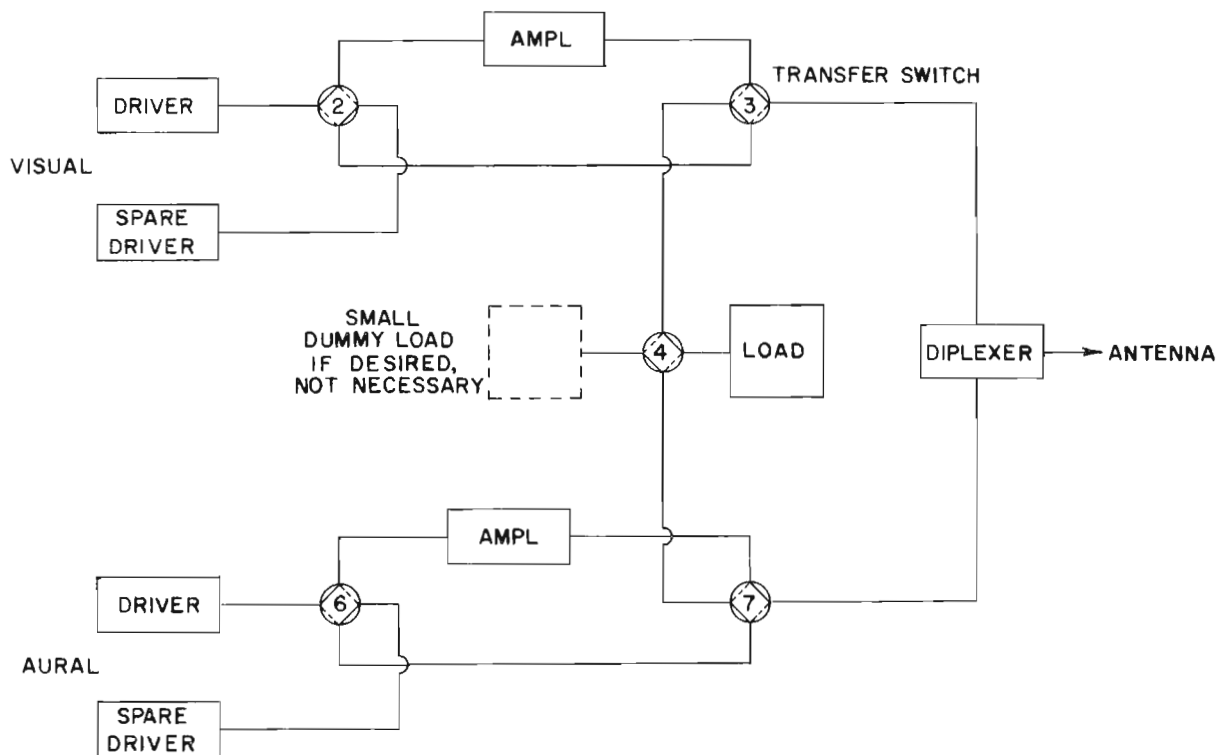 AMPL
TRANSFER SWITCH
DRIVER
2
3
VISUAL
SPARE
DRIVER
SMALL
DUMMY LOAD
IF DESIRED,
NOT NECESSARY
4
LOAD
DIPLEXER
ANTENNA
AMPL
DRIVER
6
7
AURAL
SPARE
DRIVER